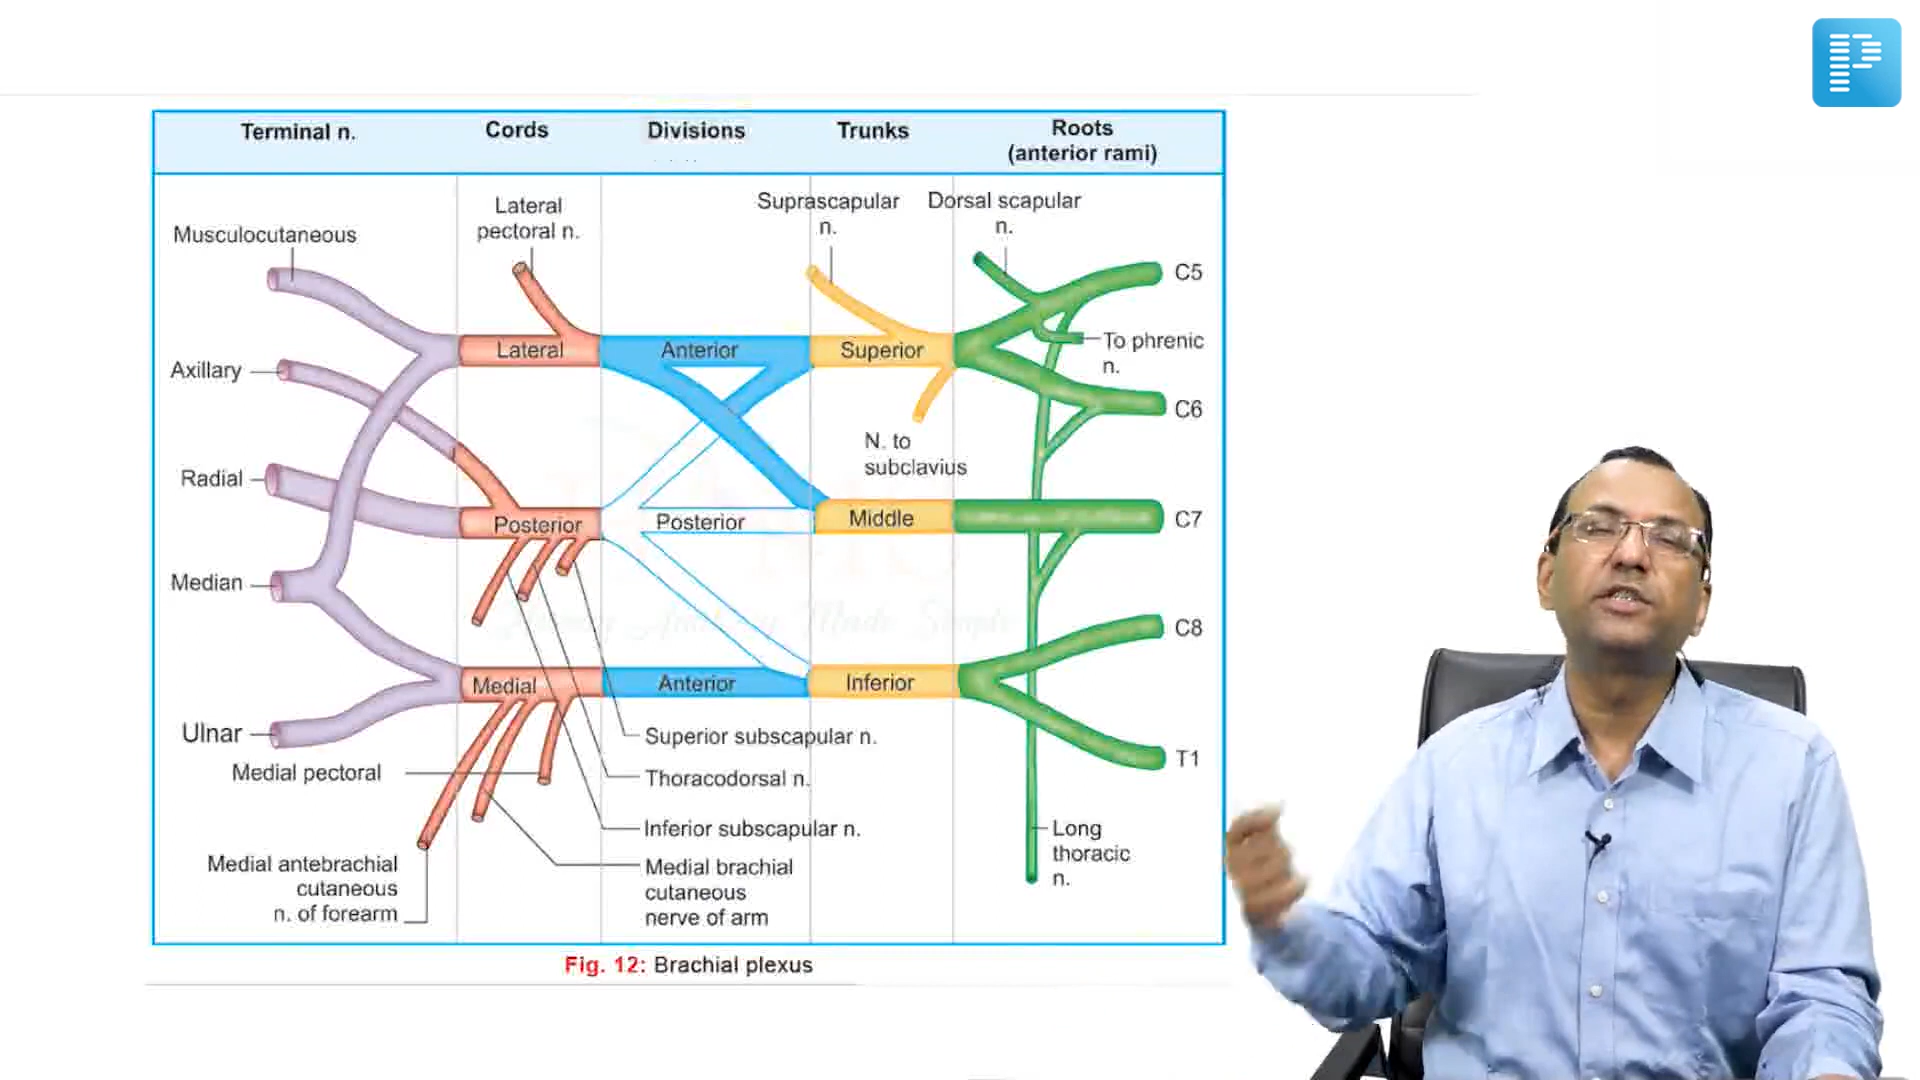 Terminal n.
Cords
Divisions
Trunks
Roots
(anterior rami)
Lateral
pectoral n.
Suprascapular
n.
Dorsal scapular
n.
Musculocutaneous
C5
Lateral
Anterior
Superior
To phrenic
n.
Axillary
C6
N. to
subclavius
Radial
Posterior
Posterior
Middle
C7
Median
C8
Medial
Anterior
Inferior
Ulnar
Superior subscapular n.
T1
Medial pectoral
Thoracodorsal n.
Inferior subscapular n.
Long
thoracic
n.
Medial antebrachial
cutaneous
n. of forearm
Medial brachial
cutaneous
nerve of arm
Fig. 12: Brachial plexus